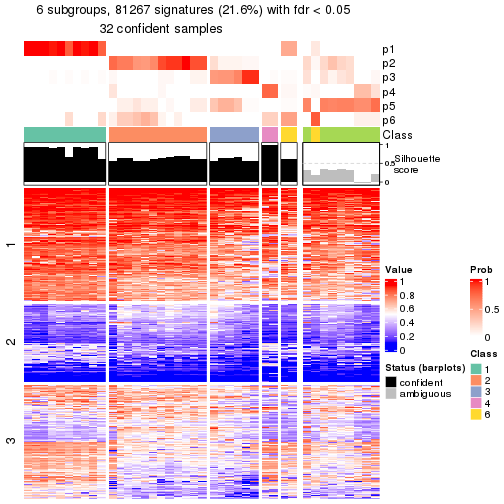 6 subgroups, 81267 signatures (21.6%) with fdr < 0.05
32 confident samples
p1
p2
p3
p4
p5
p6
Class
1
0.5
0
Silhouette
score
1
2
3
Value
1
0.8
0.6
0.4
0.2
0
Prob
1
0.5
0
Status (barplots)
confident
ambiguous
Class
1
2
3
4
6